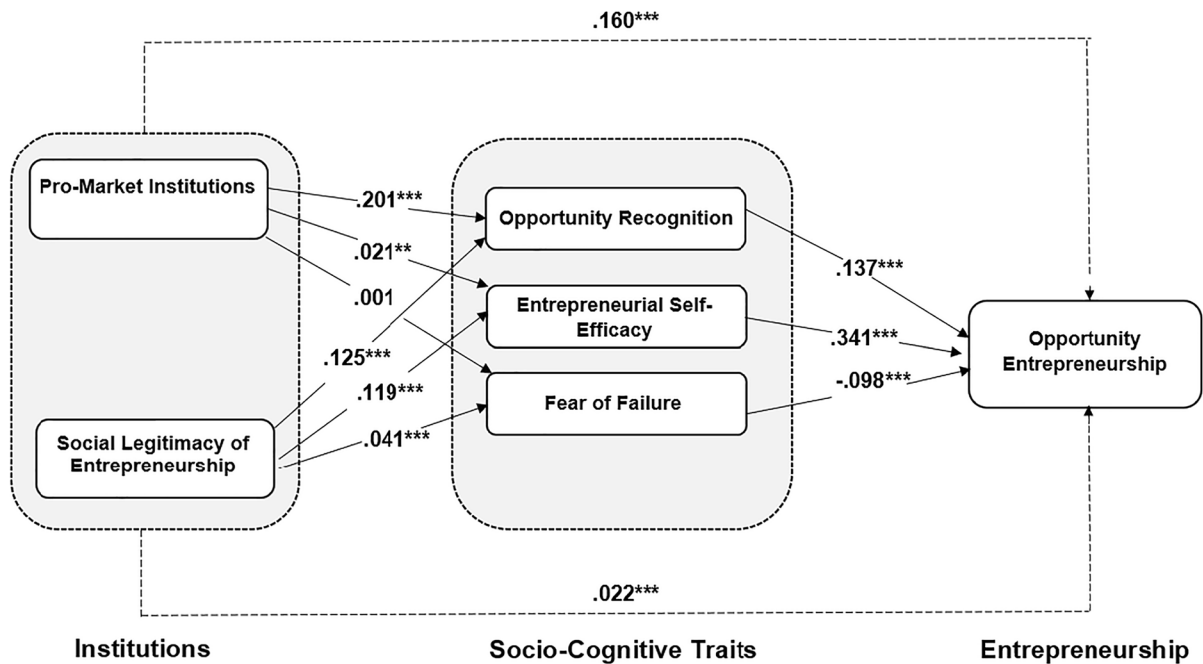 .160***
Pro-Market Institutions
.201***
Opportunity Recognition
.021**
.137***
.001
Entrepreneurial Self-
Efficacy
.341***
Opportunity
Entrepreneurship
.125***
.119***
-.098***
Fear of Failure
Social Legitimacy of
Entrepreneurship
.041***
.022***
Institutions
Socio-Cognitive Traits
Entrepreneurship